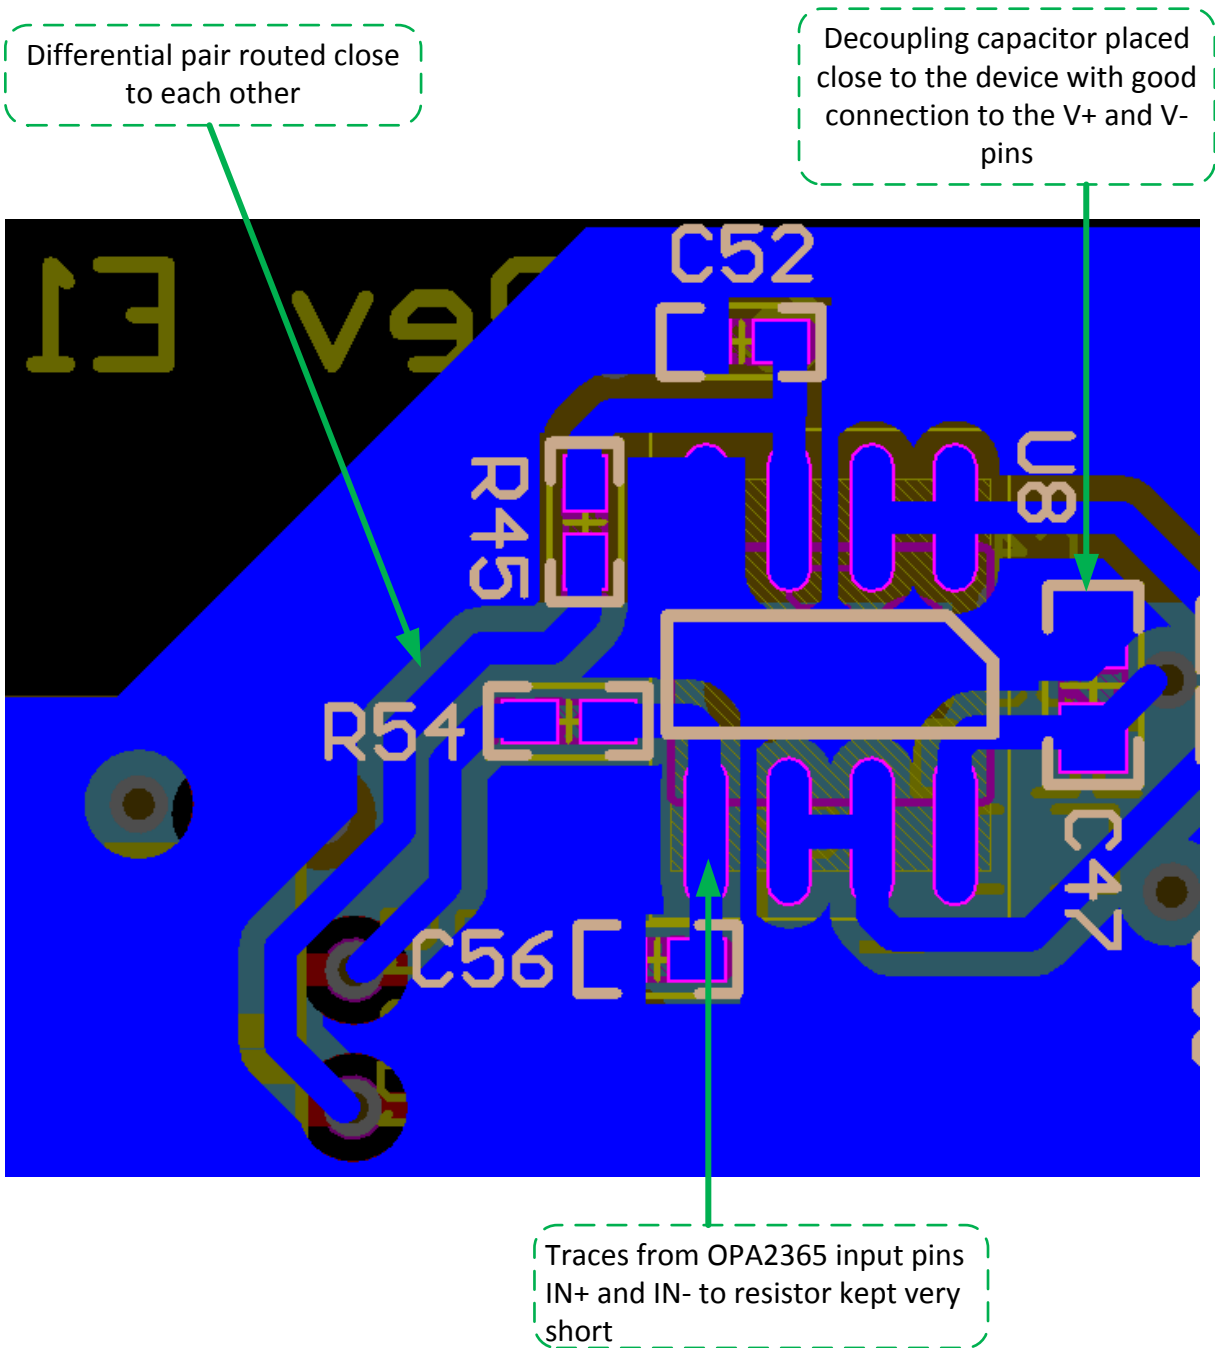 Differential pair routed close
to each other
Decoupling capacitor placed
close to the device with good
connection to the V+ and V-
pins
C52
Rev E1
R45
U8
R54
C47
C56
Traces from OPA2365 input pins
IN+ and IN- to resistor kept very
short